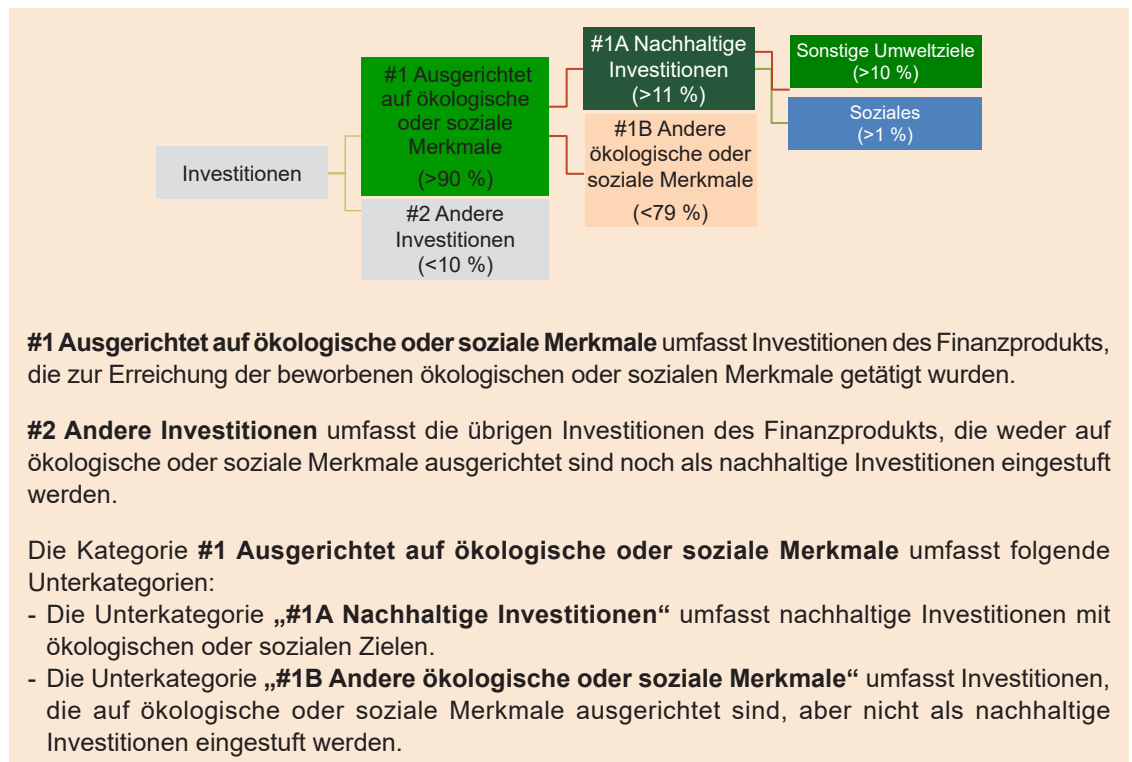 Investitionen
#1 Ausgerichtet
auf ökologische
oder soziale
Merkmale
(>90 %)
#2 Andere
Investitionen
(<10 %)
#1A Nachhaltige
Investitionen
(>11 %)
#1B Andere
ökologische oder
soziale Merkmale
(<79 %)
Sonstige Umweltziele
(>10 %)
Soziales
(>1 %)
#1 Ausgerichtet auf ökologische oder soziale Merkmale umfasst Investitionen des Finanzprodukts,
die zur Erreichung der beworbenen ökologischen oder sozialen Merkmale getätigt wurden.
#2 Andere Investitionen umfasst die übrigen Investitionen des Finanzprodukts, die weder auf
ökologische oder soziale Merkmale ausgerichtet sind noch als nachhaltige Investitionen eingestuft
werden.
Die Kategorie #1 Ausgerichtet auf ökologische oder soziale Merkmale umfasst folgende
Unterkategorien:
- Die Unterkategorie „#1A Nachhaltige Investitionen“ umfasst nachhaltige Investitionen mit
ökologischen oder sozialen Zielen.
- Die Unterkategorie „#1B Andere ökologische oder soziale Merkmale“ umfasst Investitionen,
die auf ökologische oder soziale Merkmale ausgerichtet sind, aber nicht als nachhaltige
Investitionen eingestuft werden.